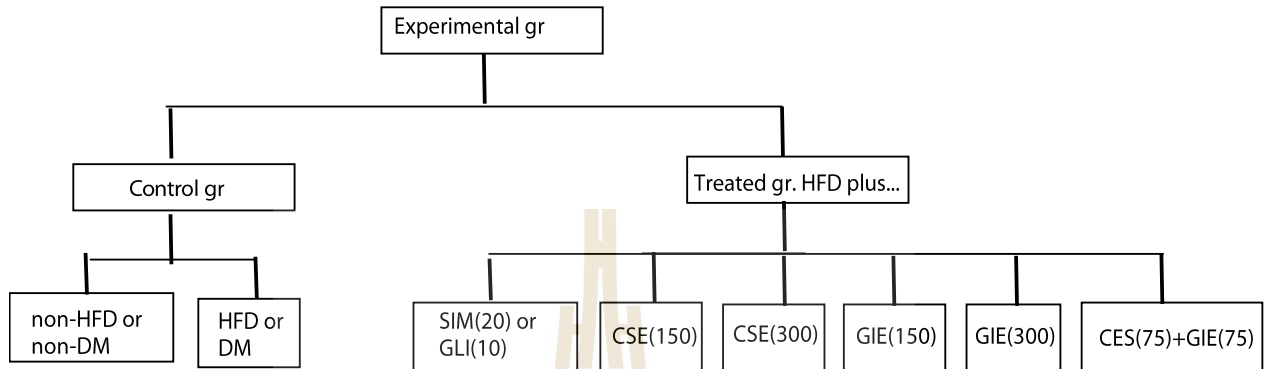 Experimental gr
Control gr
Treated gr. HFD plus...
non-HFD or
non-DM
HFD or
DM
SIM(20) or
GLI(10)
CSE(150)
CSE(300)
GIE(150)
GIE(300)
CES(75)+GIE(75)